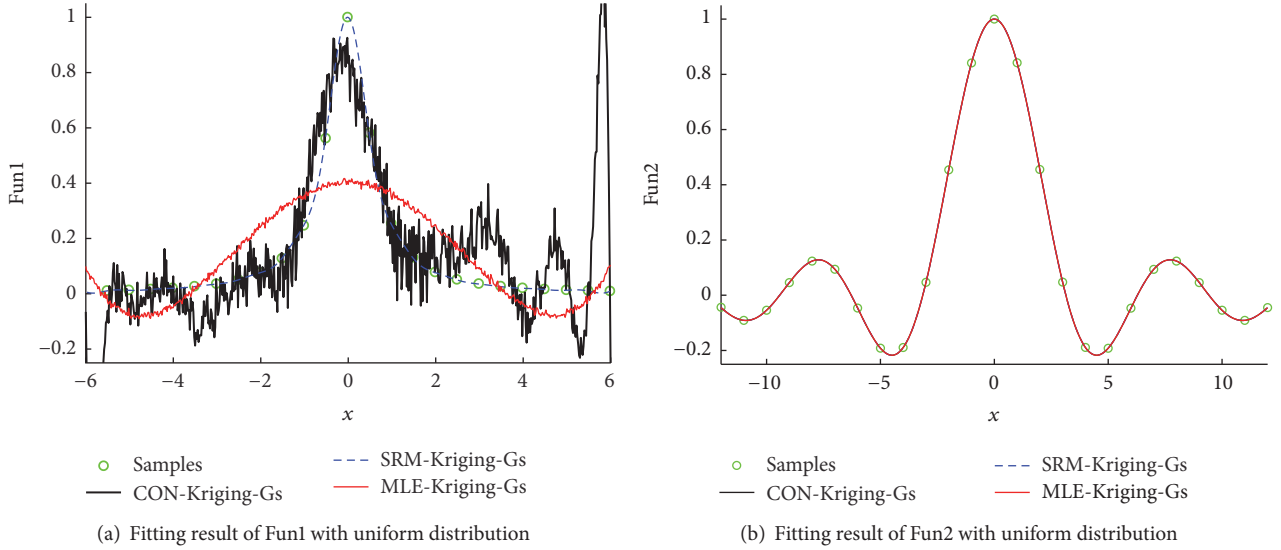 1
0.8
0.6
0.4
0.2
0
−0.2
Fun1
−6
−4
−2
0
2
4
6
x
Samples
CON-Kriging-Gs
SRM-Kriging-Gs
MLE-Kriging-Gs
(a) Fitting result of Fun1 with uniform distribution
1
0.8
0.6
0.4
0.2
0
−0.2
Fun2
−10
−5
0
5
10
x
Samples
CON-Kriging-Gs
SRM-Kriging-Gs
MLE-Kriging-Gs
(b) Fitting result of Fun2 with uniform distribution